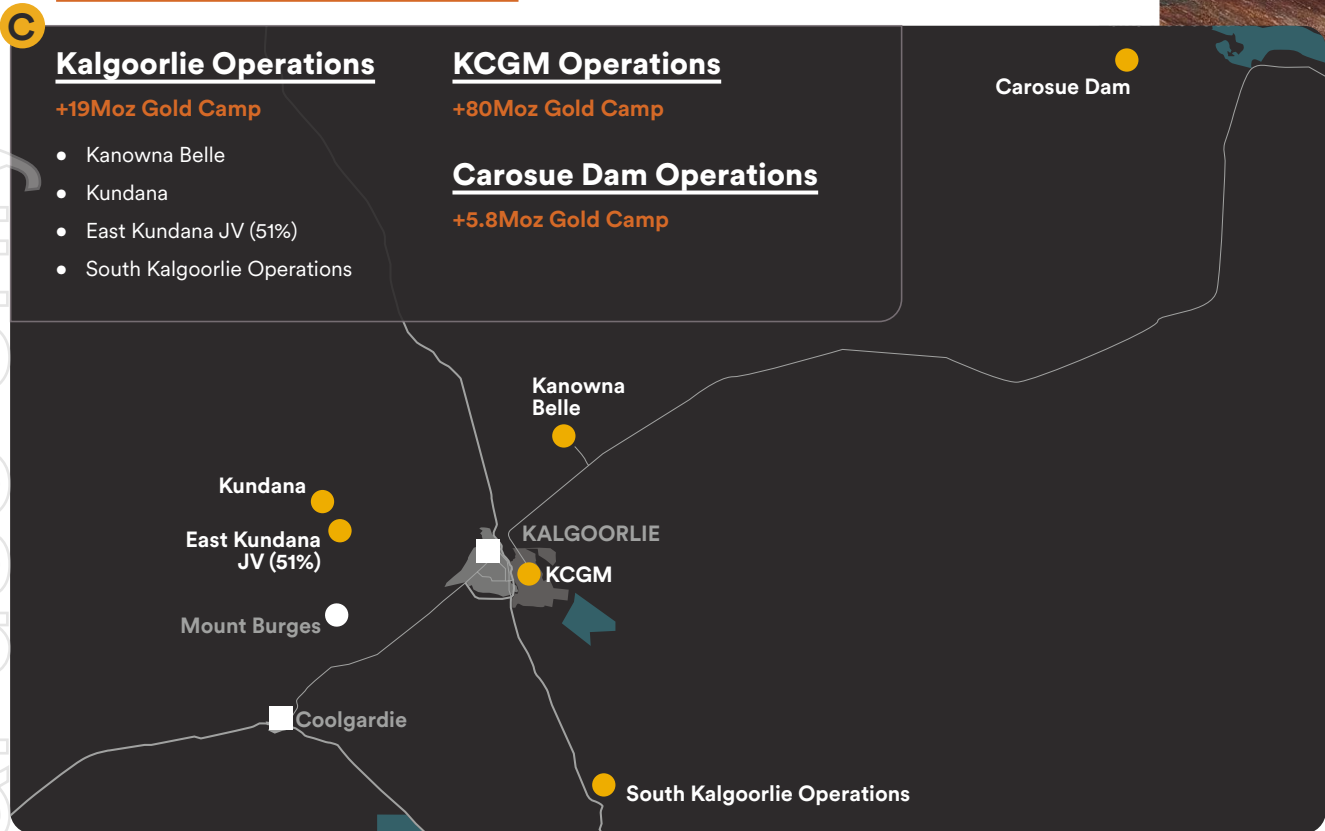 C
Kalgoorlie Operations
+19Moz Gold Camp
● Kanowna Belle
● Kundana
● East Kundana JV (51%)
● South Kalgoorlie Operations
KCGM Operations
+80Moz Gold Camp
Carosue Dam Operations
+5.8Moz Gold Camp
Carosue Dam
Kanowna
Belle
Kundana
East Kundana
JV (51%)
KALGOORLIE
KCGM
Mount Burges
Coolgardie
South Kalgoorlie Operations